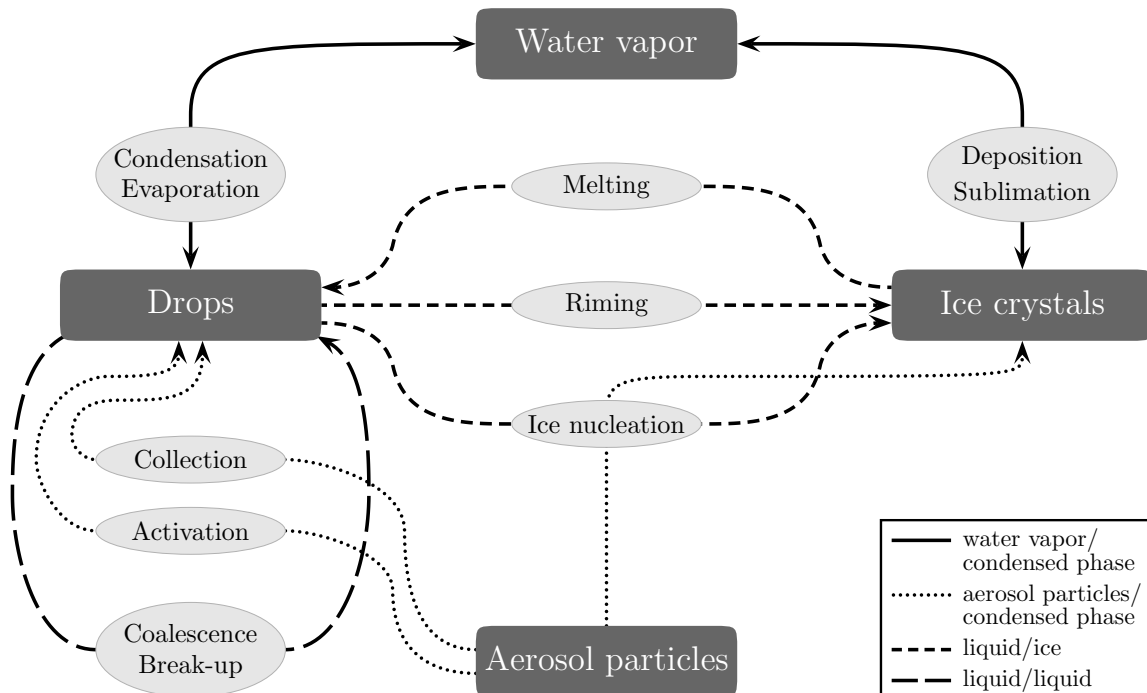 Water vapor
Condensation
Evaporation
Deposition
Sublimation
Melting
Drops
Riming
Ice crystals
Ice nucleation
Collection
Activation
Coalescence
Break-up
Aerosol particles
water vapor/
condensed phase
aerosol particles/
condensed phase
liquid/ice
liquid/liquid